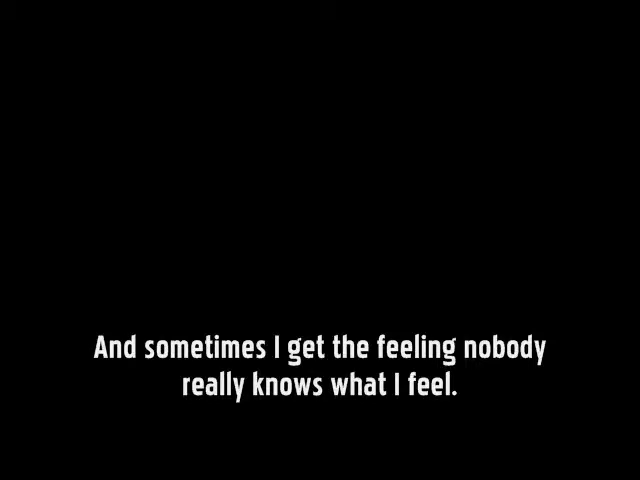 And sometimes I get the feeling nobody
really knows what I feel.